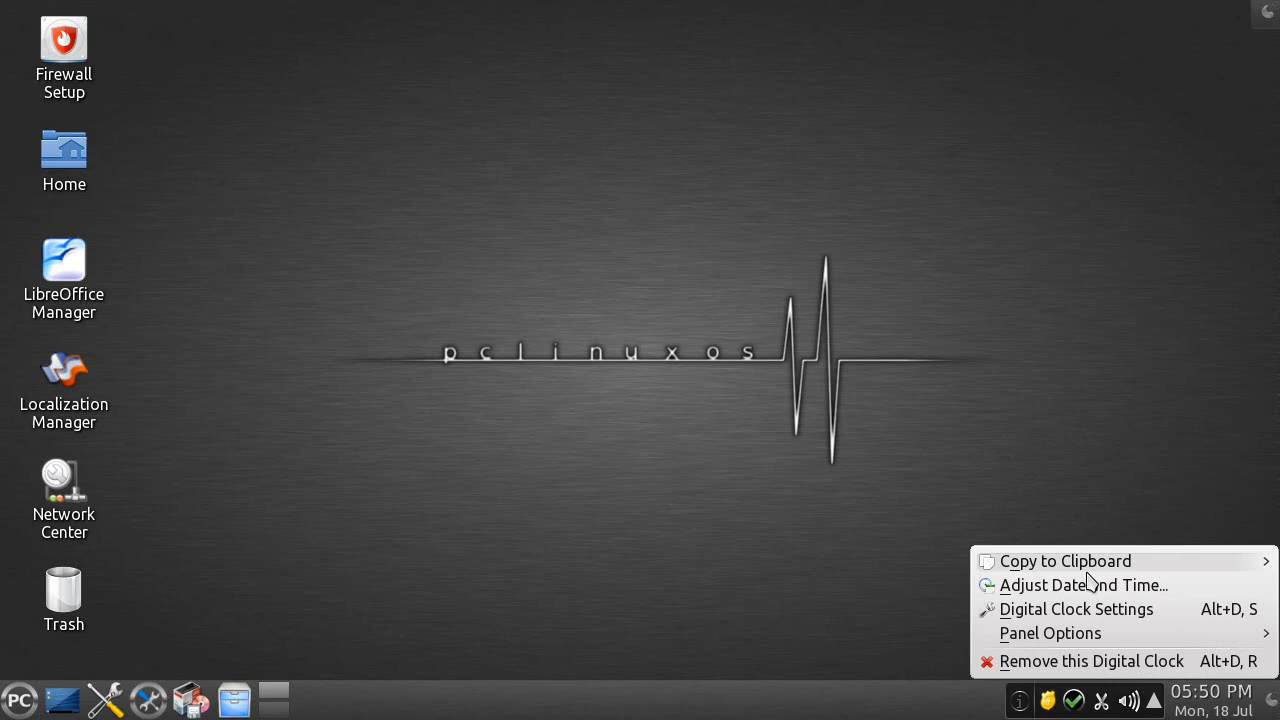 Firewall
Setup
Home
LibreOffice
Manager
Localization
Manager
Network
Center
Trash
pclinuxos
Copy to Clipboard
Adjust Date and Time...
Digital Clock Settings Alt+D, S
Panel Options
Remove this Digital Clock Alt+D, R
PC
05:50 PM
Mon, 18 Jul